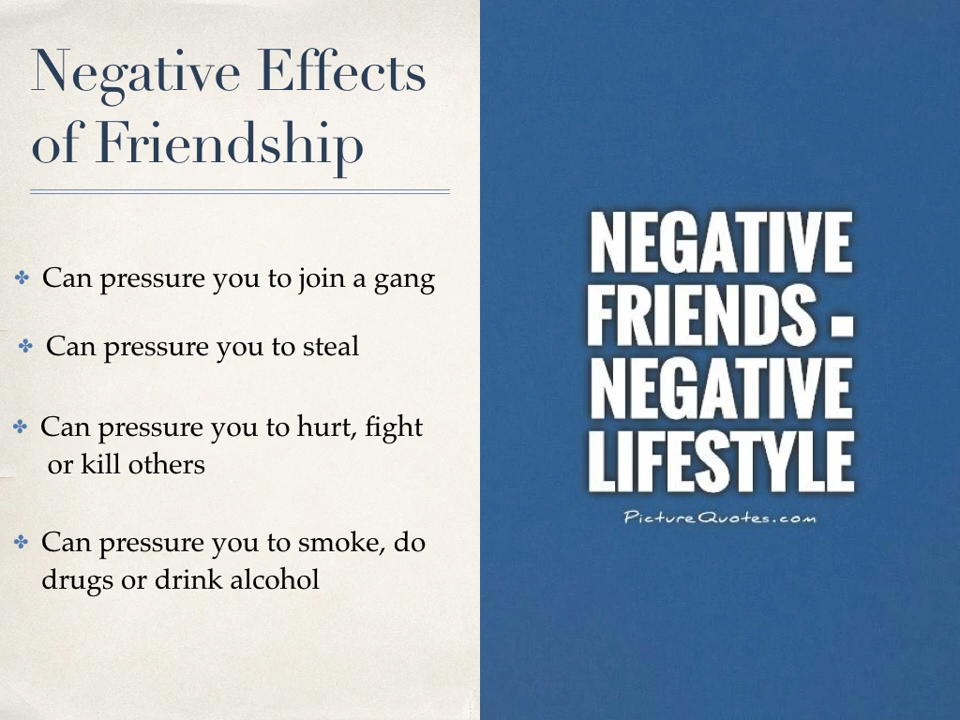 Negative Effects
of Friendship
✤ Can pressure you to join a gang
✤ Can pressure you to steal
✤ Can pressure you to hurt, fight
or kill others
✤ Can pressure you to smoke, do
drugs or drink alcohol
NEGATIVE
FRIENDS ▪
NEGATIVE
LIFESTYLE
PictureQuotes.com